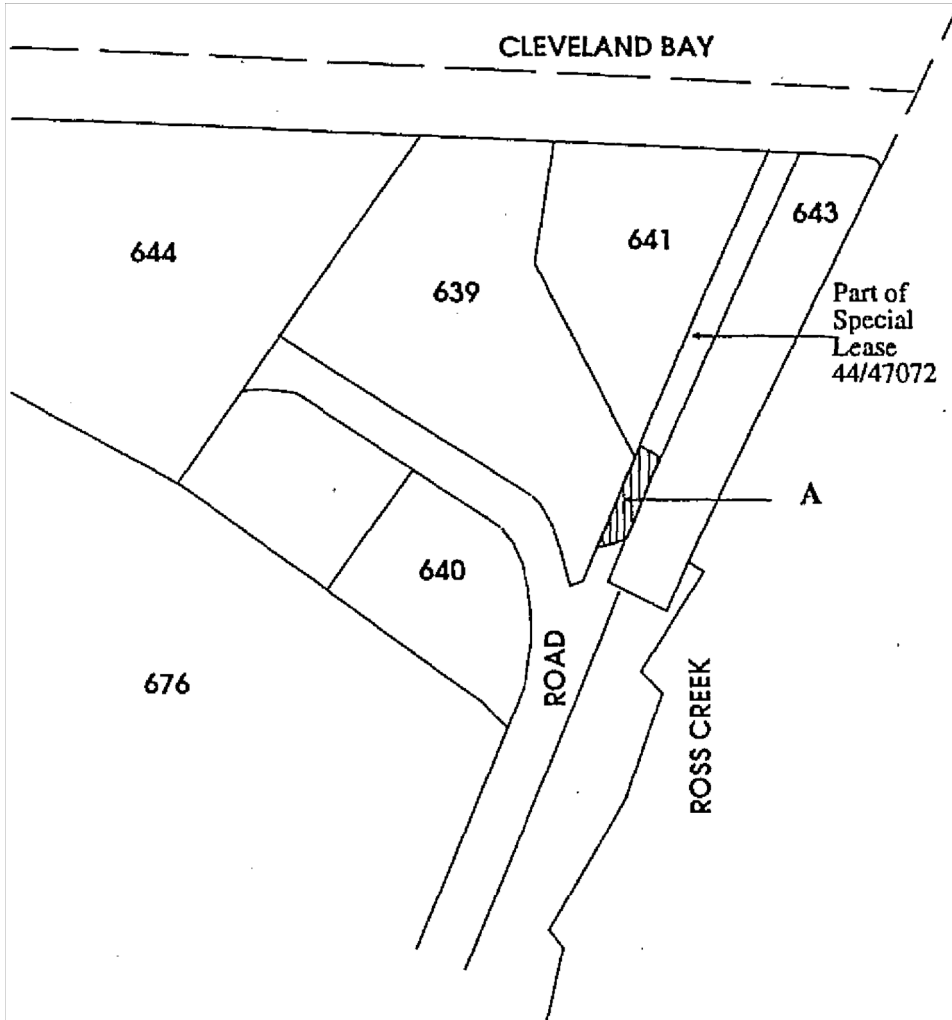 CLEVELAND BAY
643
641
644
639
Part of
Special
Lease
44/47072
A
640
ROAD
676
ROSS CREEK